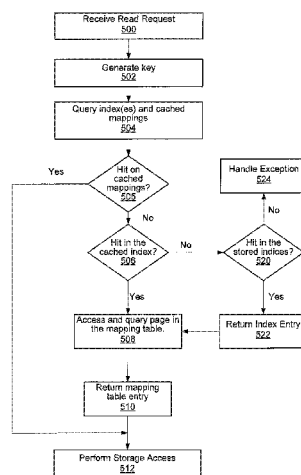 Receive Read Request
500
Generate key
502
Query index(es) and cached
mappings
504
Yes
Hit on
cached
mappings?
505
Handle Exception
524
No
No
Hit in the
cached index?
506
No
Hit in the
stored indices?
520
Yes
Yes
Access and query page in
the mapping table.
508
Return Index Entry
522
Return mapping
table entry
510
Perform Storage Access
512